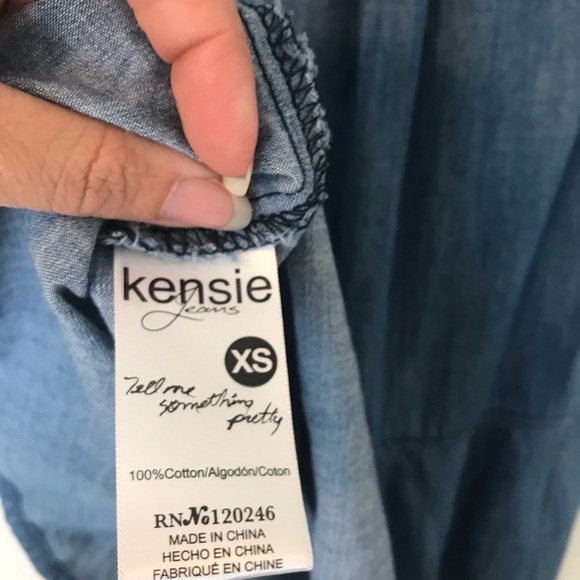 kensie
Jeans
XS
Tell me
something
pretty
100%Cotton/Algodón/Coton
RN№120246
MADE IN CHINA
HECHO EN CHINA
FABRIQUÉ EN CHINE